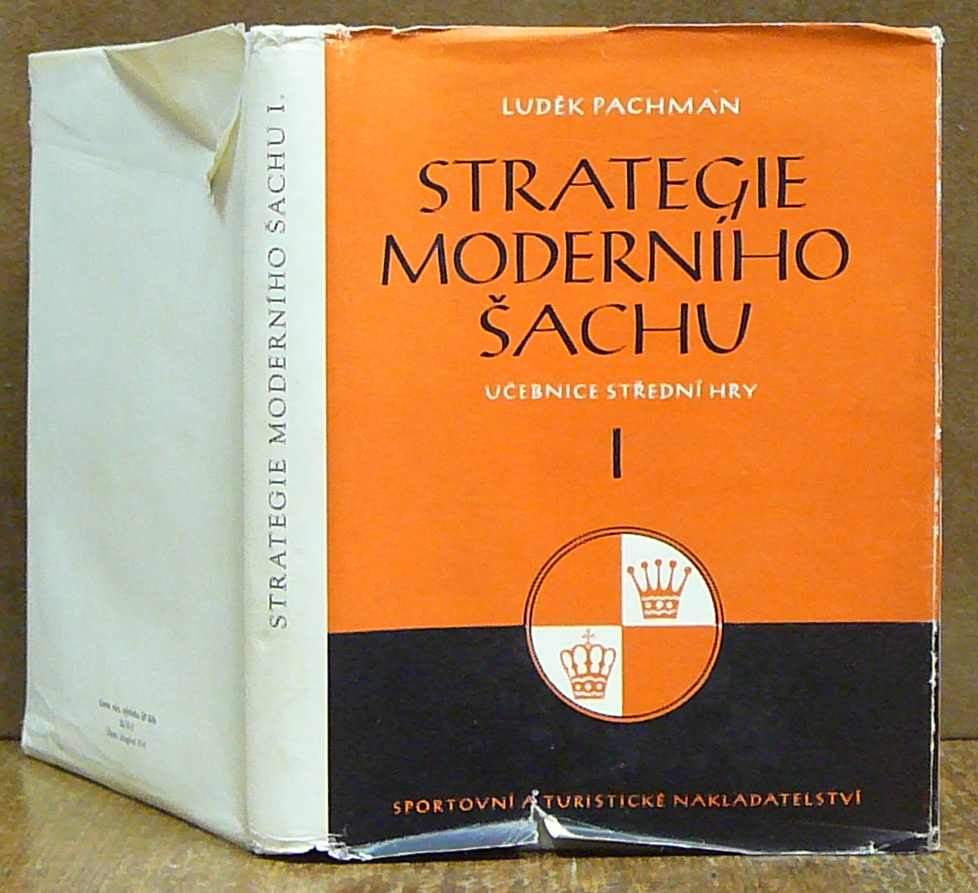 LUDĚK PACHMAN
STRATEGIE
MODERNÍHO
ŠACHU
UČEBNICE STŘEDNÍ HRY
I
SPORTOVNÍ A TURISTICKÉ NAKLADATELSTVÍ
STRATEGIE MODERNÍHO ŠACHU I.